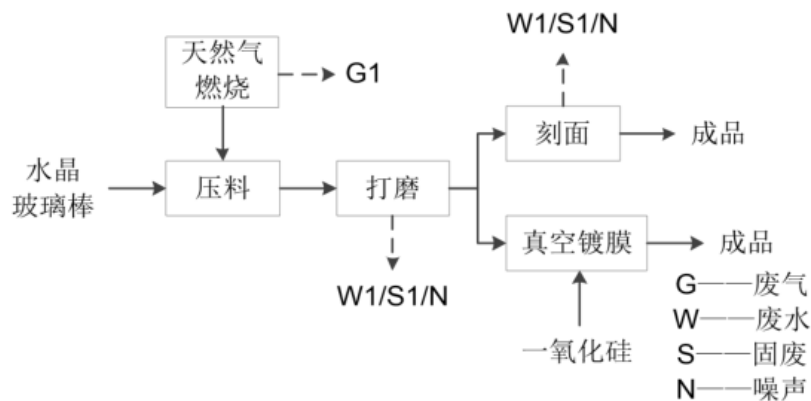 W1/S1/N
天然气
燃烧
G1
刻面
成品
水晶
玻璃棒
压料
打磨
真空镀膜
成品
W1/S1/N
一氧化硅
G——废气
W——废水
S——固废
N——噪声